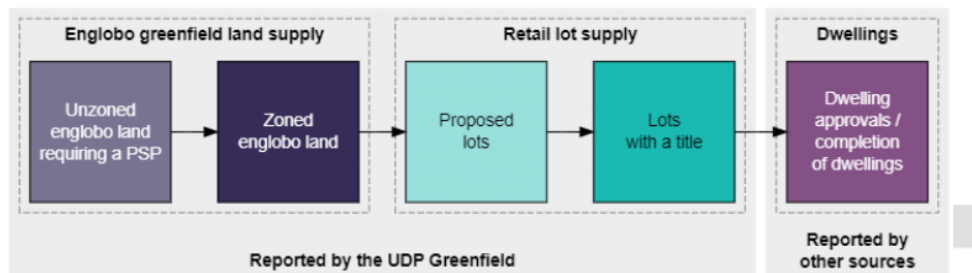 Englobo greenfield land supply
Retail lot supply
Dwellings
Unzoned
englobo land
requiring a PSP
Zoned
englobo land
Proposed
lots
Lots
with a title
Dwelling
approvals /
completion
of dwellings
Reported by the UDP Greenfield
Reported by
other sources